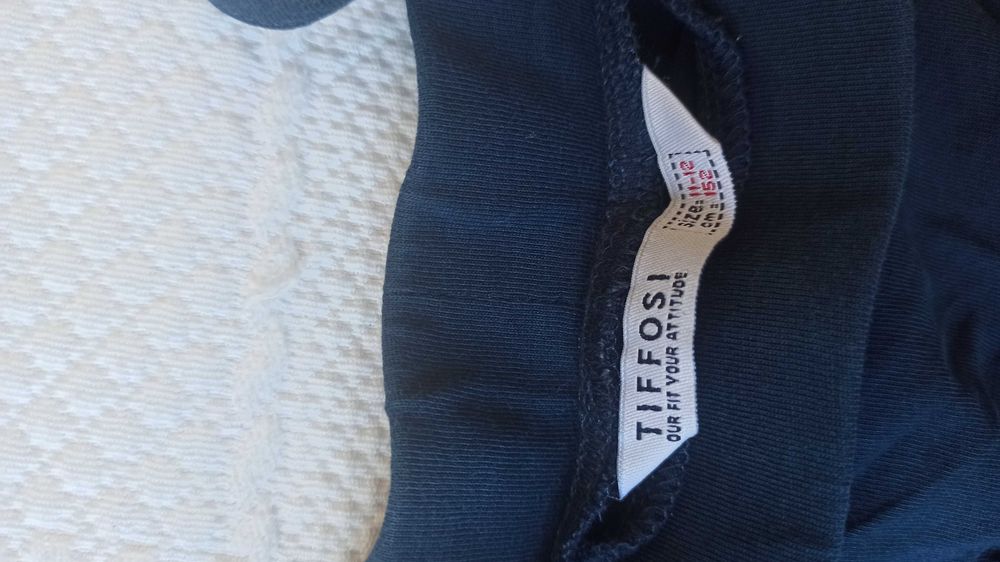 TIFFOSI
OUR FIT YOUR ATTITUDE
size: 11-12
cm = 152